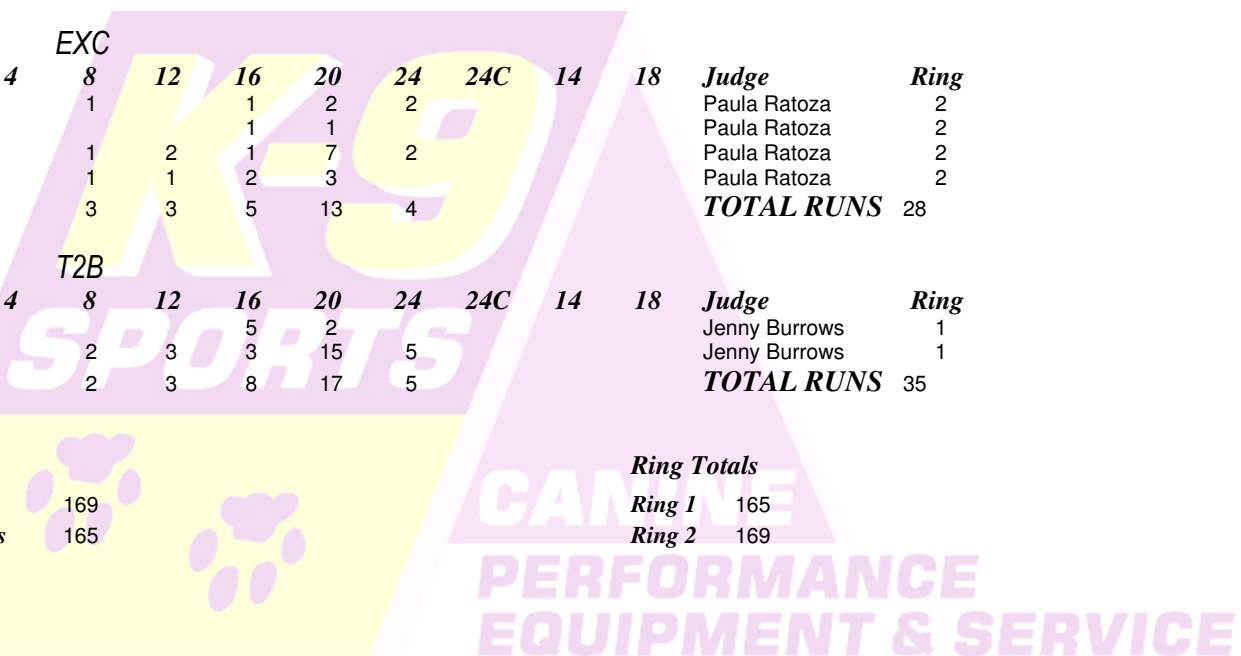 EXC
4 8 12 16 20 24 24C 14 18 Judge Ring
1 1 2 2 Paula Ratoza 2
1 1 Paula Ratoza 2
1 2 1 7 2 Paula Ratoza 2
1 1 2 3 Paula Ratoza 2
3 3 5 13 4 TOTAL RUNS 28
T2B
4 8 12 16 20 24 24C 14 18 Judge Ring
5 2 Jenny Burrows 1
2 3 3 15 5 Jenny Burrows 1
2 3 8 17 5 TOTAL RUNS 35
Ring Totals
169 Ring 1 165
s 165 Ring 2 169
K-9
SPORTS
CANINE
PERFORMANCE
EQUIPMENT & SERVICE